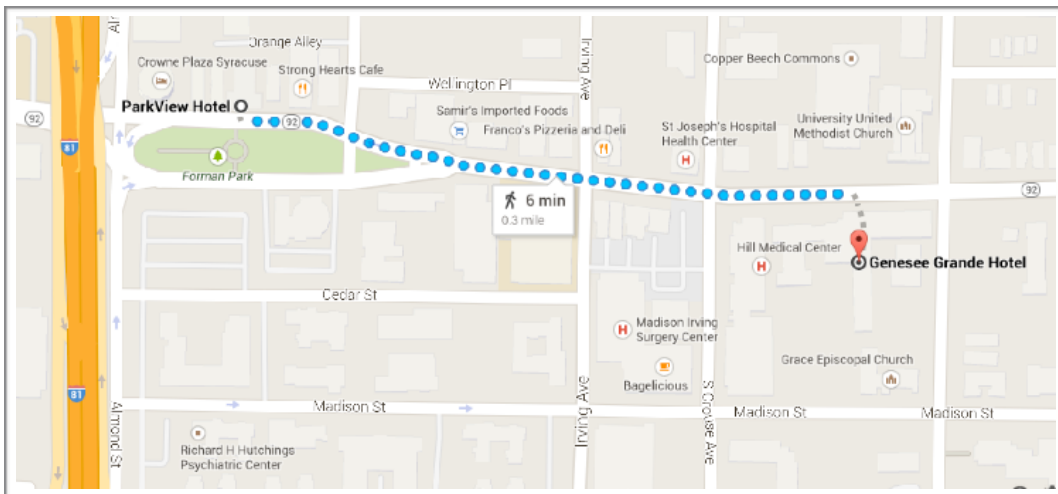 Orange Alley
Crowne Plaza Syracuse
Strong Hearts Cafe
Wellington Pl
Irving Ave
Copper Beech Commons
ParkView Hotel
92
92
Samir's Imported Foods
Franco's Pizzeria and Deli
St Joseph's Hospital
Health Center
University United
Methodist Church
81
Forman Park
6 min
0.3 mile
92
Hill Medical Center
Genesee Grande Hotel
Cedar St
Madison Irving
Surgery Center
Grace Episcopal Church
Bagelicious
81
Almond St
Madison St
Irving Ave
S Crouse Ave
Madison St
Madison St
Richard H Hutchings
Psychiatric Center